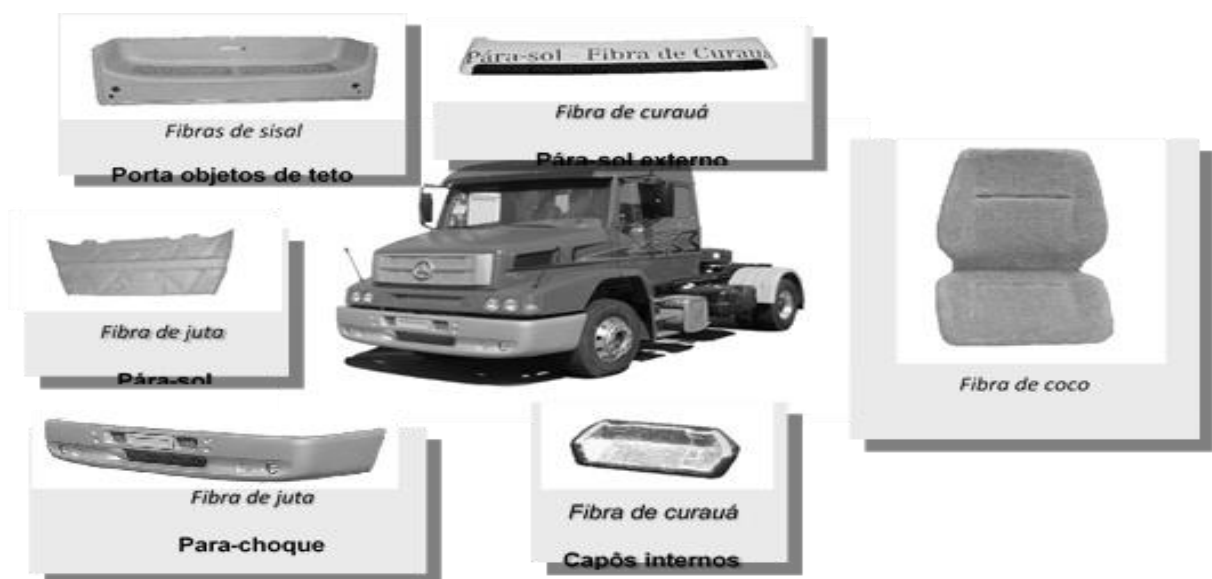 Pára-sol - Fibra de Curauá
Fibras de sisal
Porta objetos de teto
Fibra de curauá
Pára-sol externo
Fibra de juta
Pára-sol
Fibra de coco
Fibra de juta
Para-choque
Fibra de curauá
Capôs internos